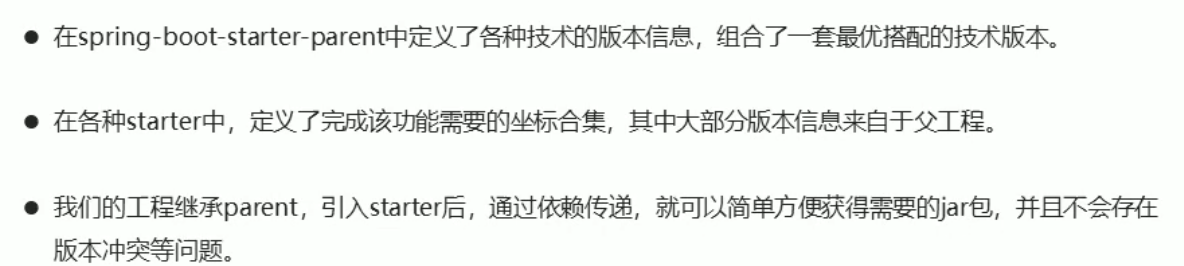 ● 在spring-boot-starter-parent中定义了各种技术的版本信息，组合了一套最优搭配的技术版本。
● 在各种starter中，定义了完成该功能需要的坐标合集，其中大部分版本信息来自于父工程。
● 我们的工程继承parent，引入starter后，通过依赖传递，就可以简单方便获得需要的jar包，并且不会存在
版本冲突等问题。